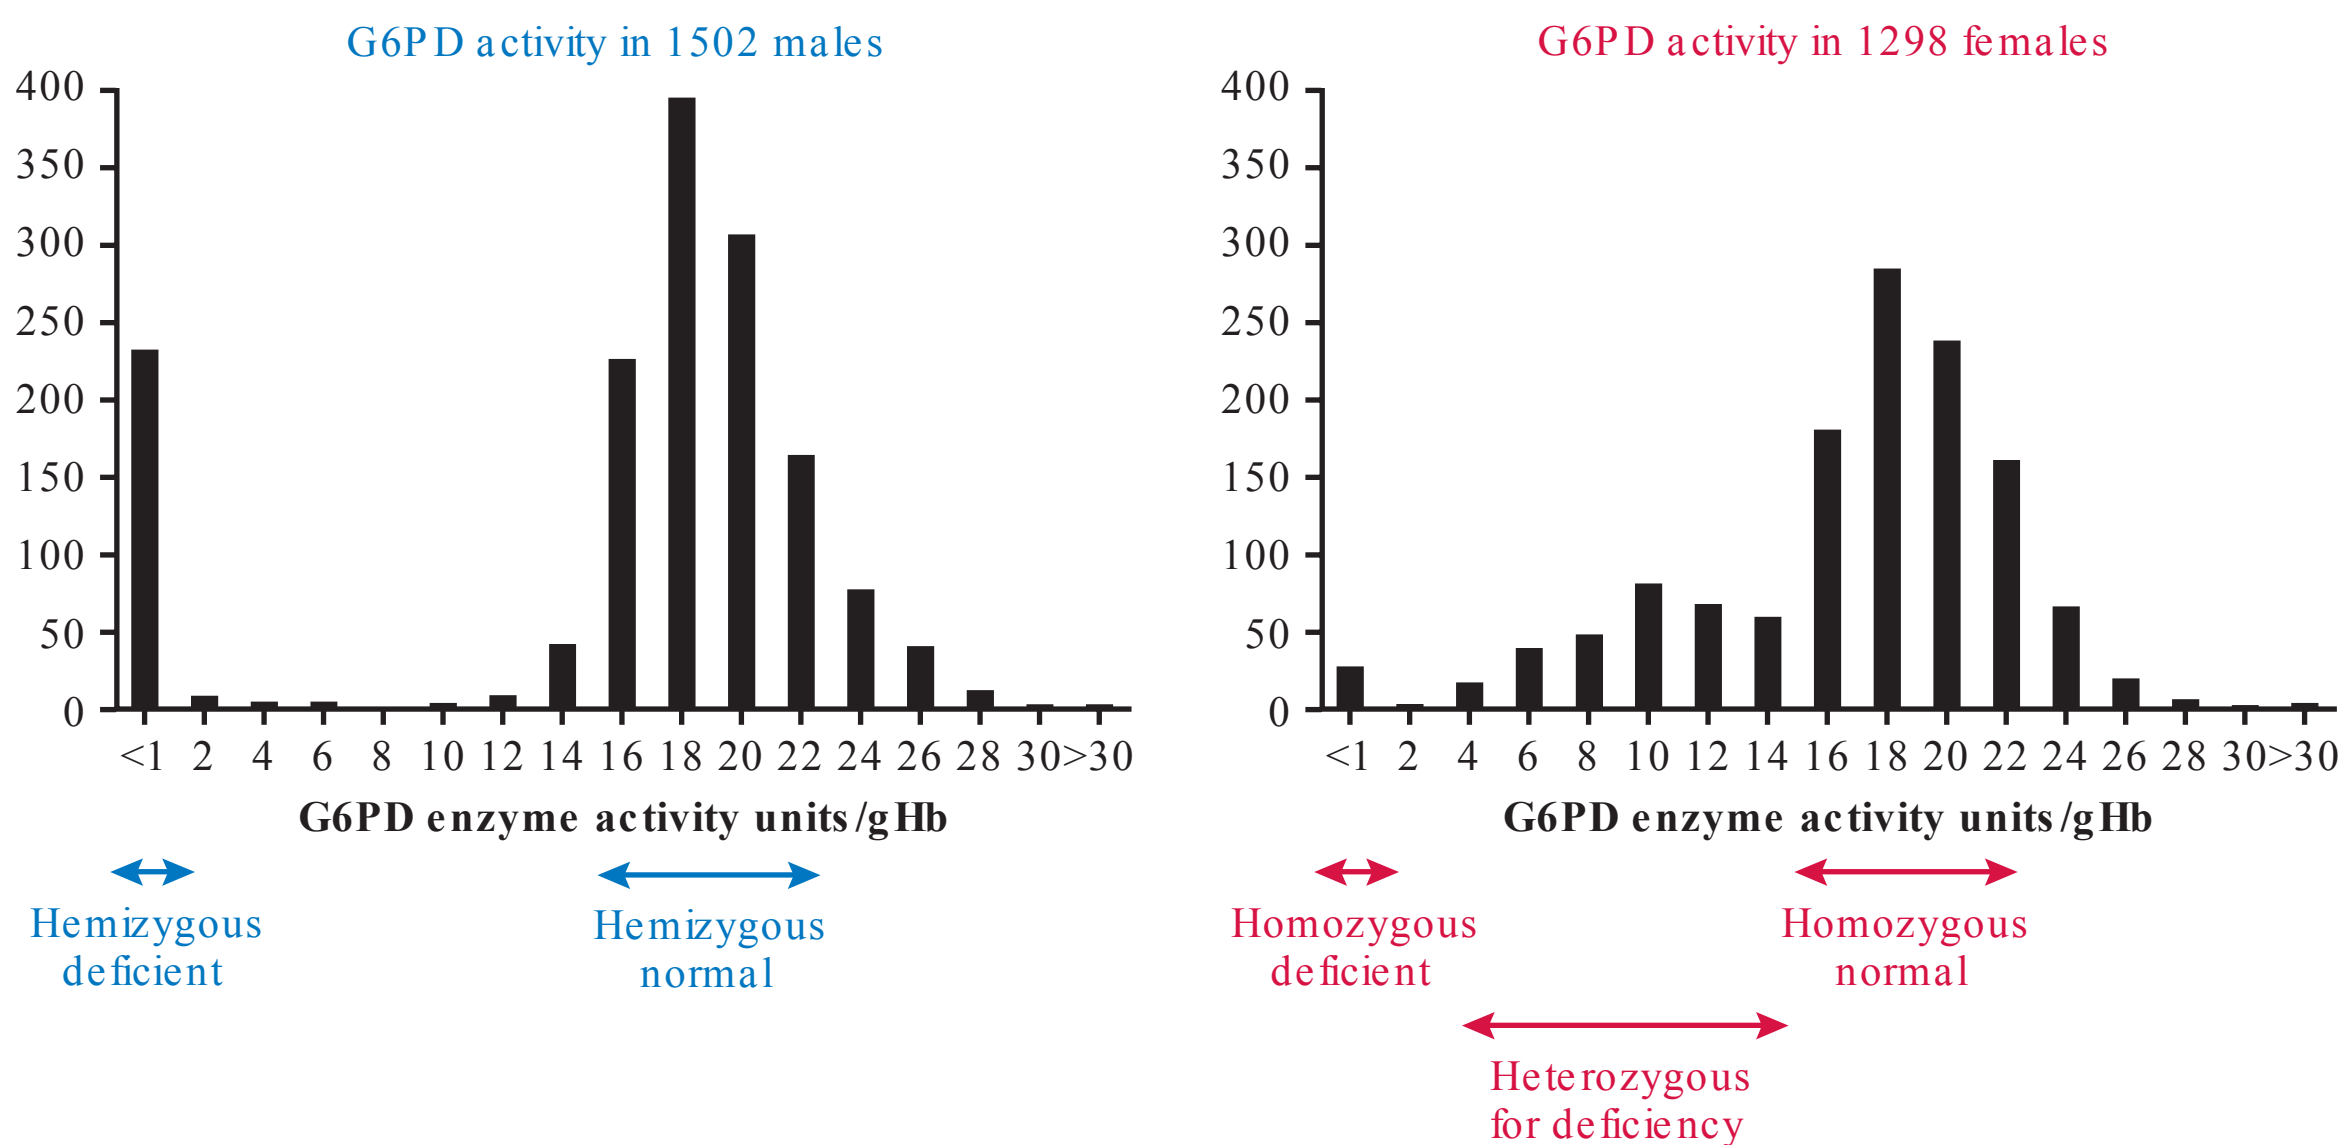 G6PD activity in 1502 males
400
350
300
250
200
150
100
50
0
<1 2 4 6 8 10 12 14 16 18 20 22 24 26 28 30 >30
G6PD enzyme activity units/gHb
Hemizygous
deficient
Hemizygous
normal
G6PD activity in 1298 females
400
350
300
250
200
150
100
50
0
<1 2 4 6 8 10 12 14 16 18 20 22 24 26 28 30 >30
G6PD enzyme activity units/gHb
Homozygous
deficient
Homozygous
normal
Heterozygous
for deficiency